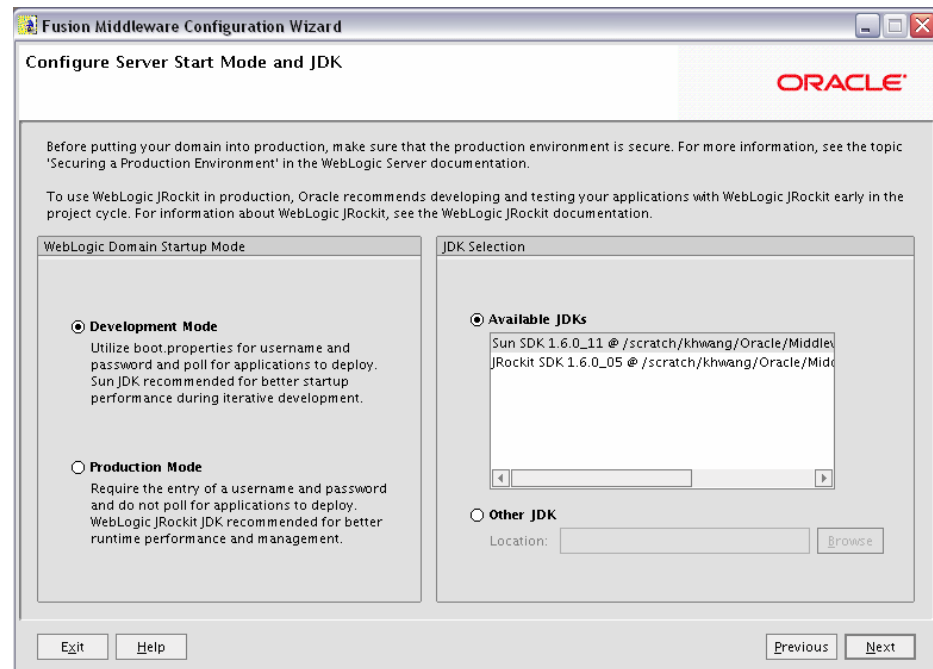 Fusion Middleware Configuration Wizard
Configure Server Start Mode and JDK
ORACLE
Before putting your domain into production, make sure that the production environment is secure. For more information, see the topic
'Securing a Production Environment' in the WebLogic Server documentation.
To use WebLogic JRockit in production, Oracle recommends developing and testing your applications with WebLogic JRockit early in the
project cycle. For information about WebLogic JRockit, see the WebLogic JRockit documentation.
WebLogic Domain Startup Mode
Development Mode
Utilize boot.properties for username and
password and poll for applications to deploy.
Sun JDK recommended for better startup
performance during iterative development.
Production Mode
Require the entry of a username and password
and do not poll for applications to deploy.
WebLogic JRockit JDK recommended for better
runtime performance and management.
JDK Selection
Available JDKs
Sun SDK 1.6.0_11 @ /scratch/khwang/Oracle/Middlew
JRockit SDK 1.6.0_05 @ /scratch/khwang/Oracle/Midd
Other JDK
Location:
Browse
Exit
Help
Previous
Next